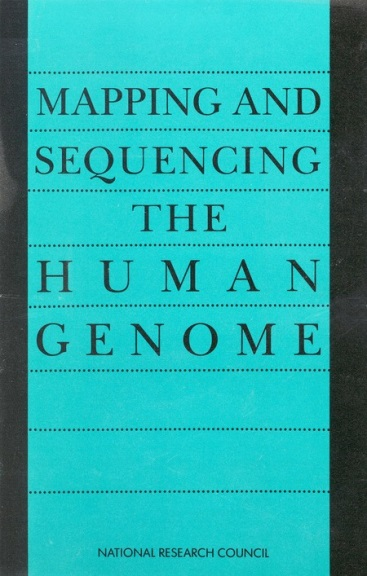 MAPPING AND
SEQUENCING
THE
HUMAN
GENOME
NATIONAL RESEARCH COUNCIL